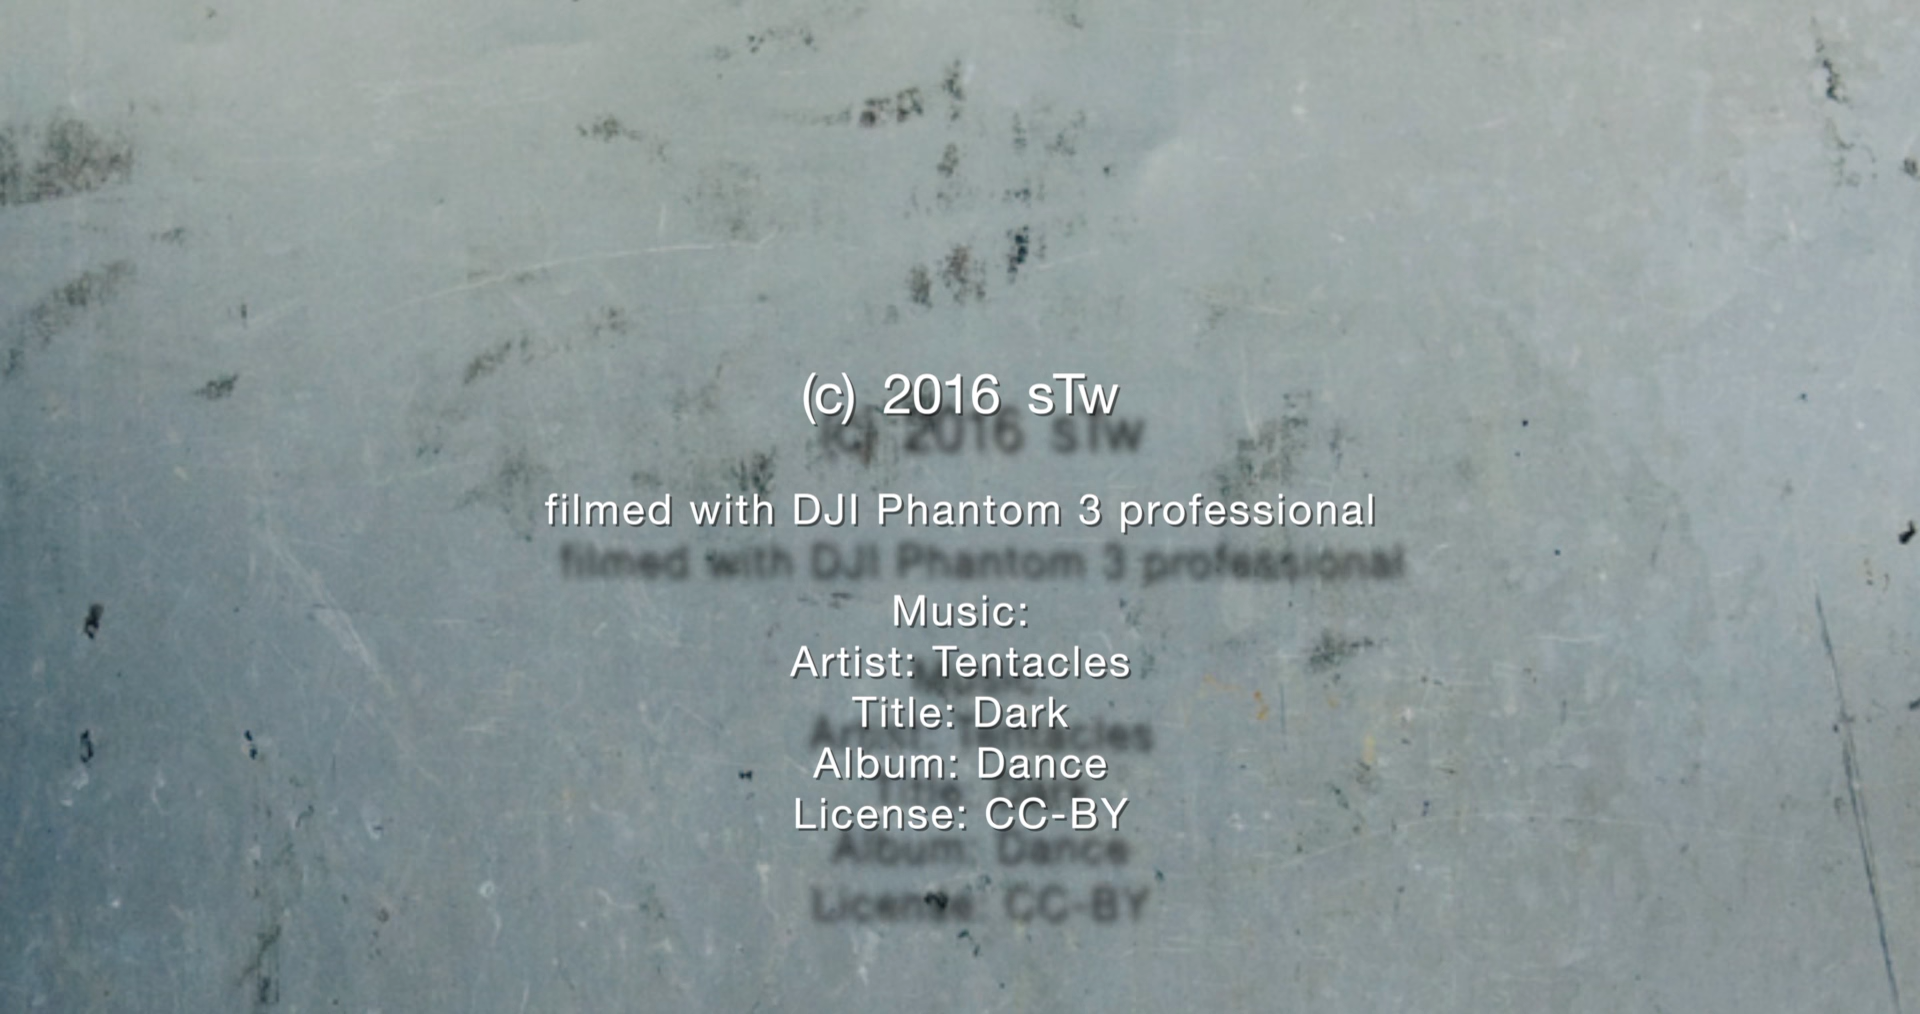 (c) 2016 sTw
filmed with DJI Phantom 3 professional
Music:
Artist: Tentacles
Title: Dark
Album: Dance
License: CC-BY